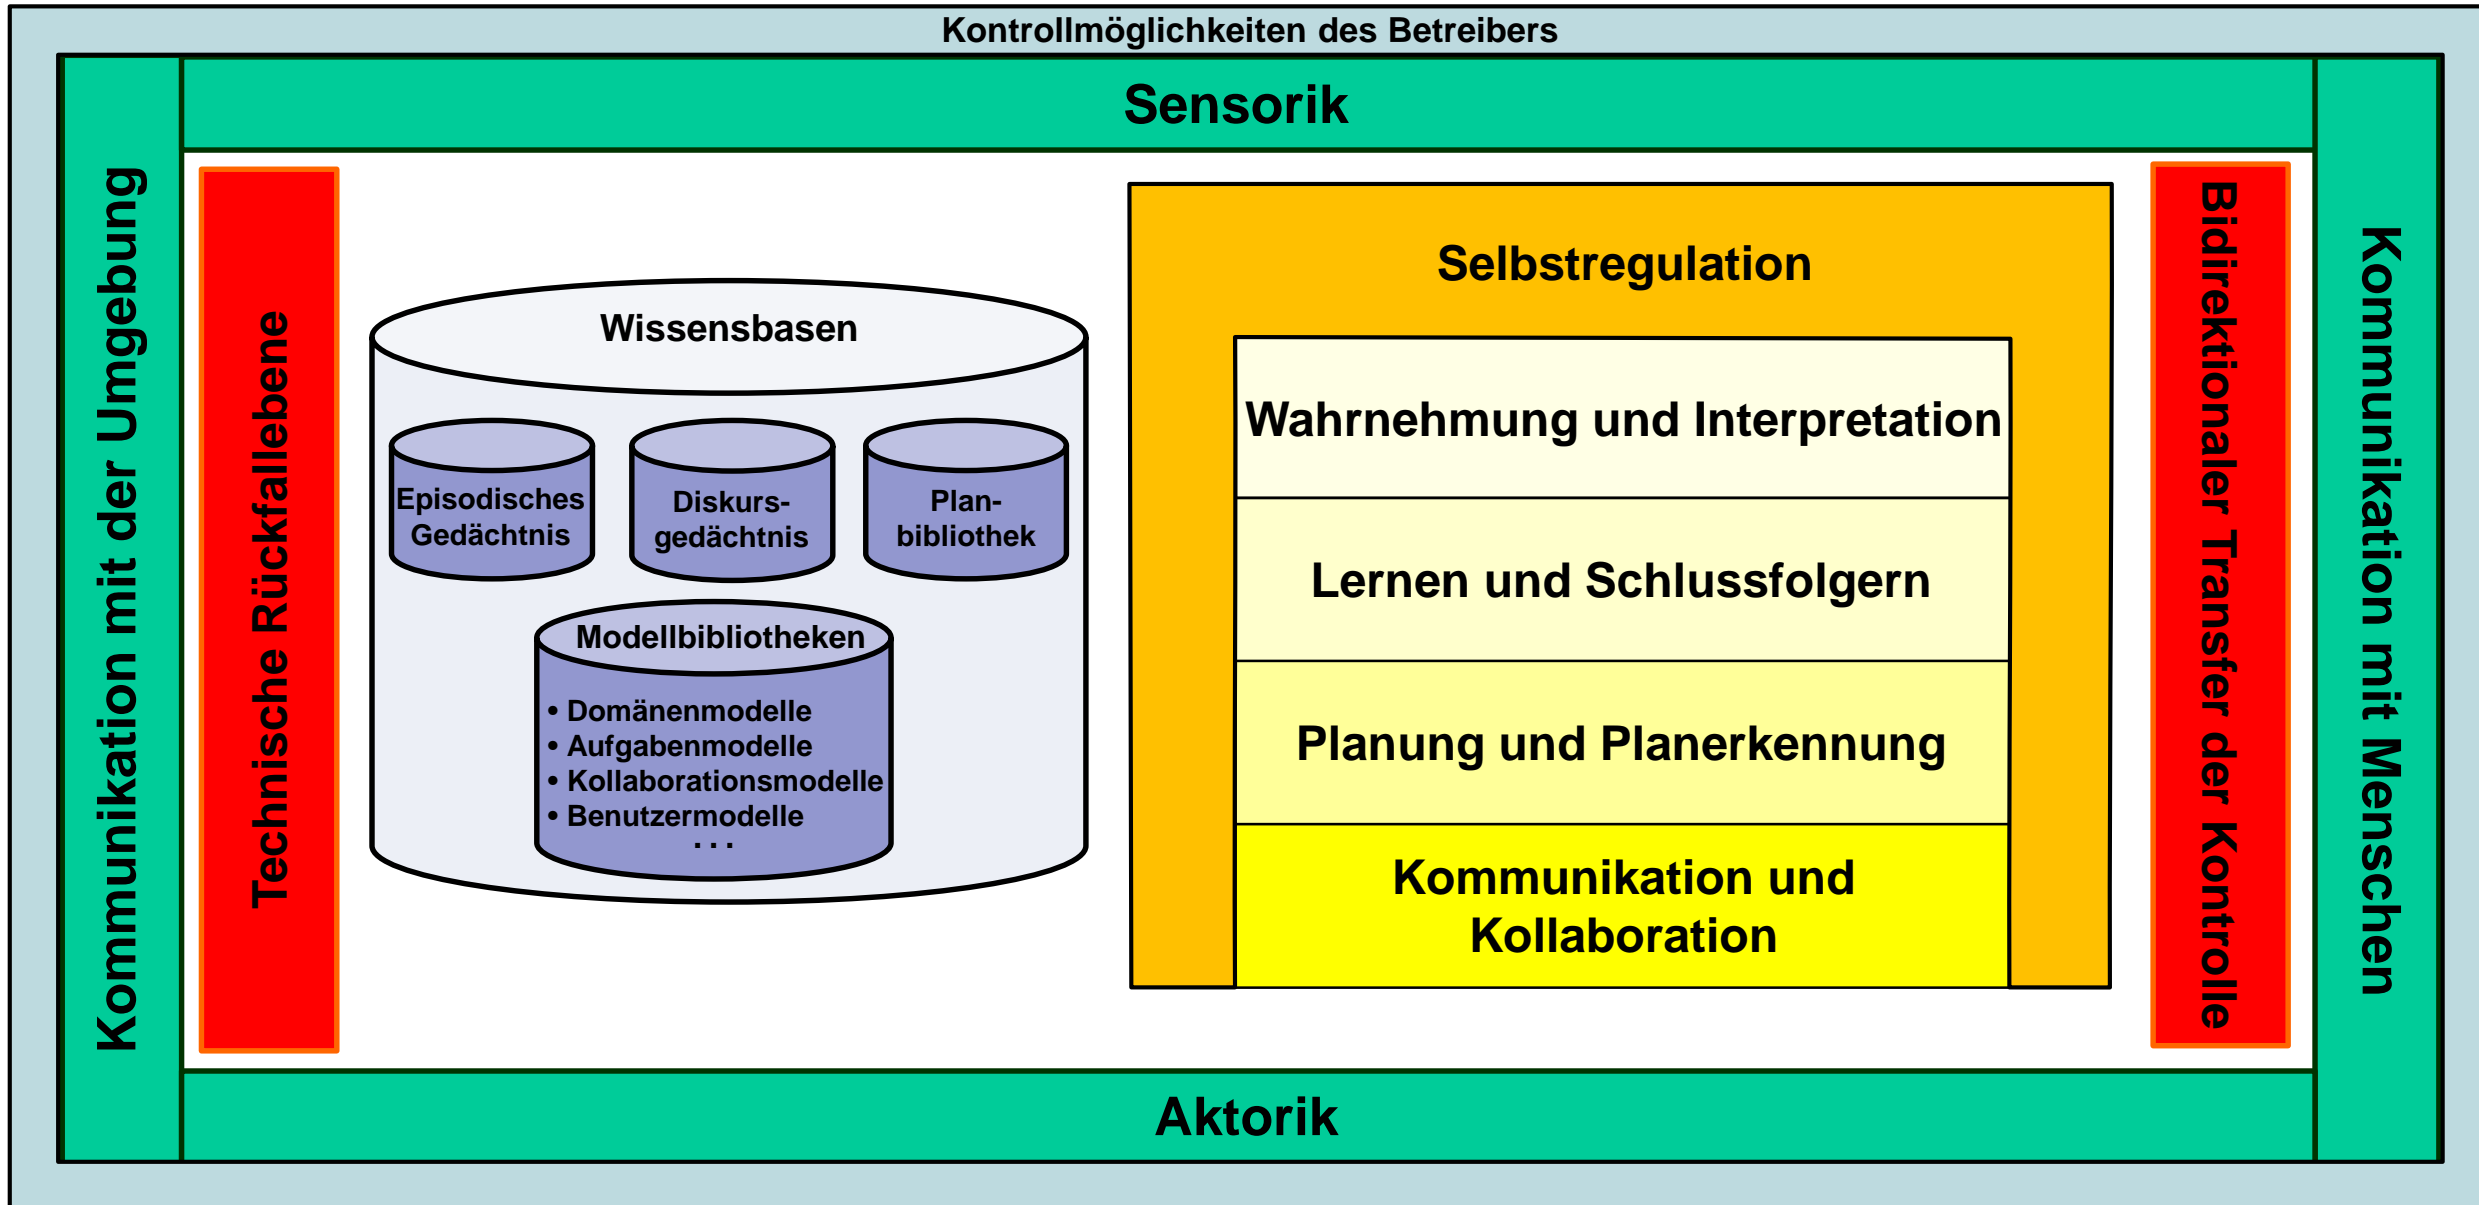 Kontrollmöglichkeiten des Betreibers
Sensorik
Kommunikation mit der Umgebung
Technische Rückfallebene
Wissensbasen
Episodisches
Gedächtnis
Diskurs-
gedächtnis
Plan-
bibliothek
Modellbibliotheken
• Domänenmodelle
• Aufgabenmodelle
• Kollaborationsmodelle
• Benutzermodelle
...
Selbstregulation
Wahrnehmung und Interpretation
Lernen und Schlussfolgern
Planung und Planerkennung
Kommunikation und
Kollaboration
Bidirektionaler Transfer der Kontrolle
Kommunikation mit Menschen
Aktorik